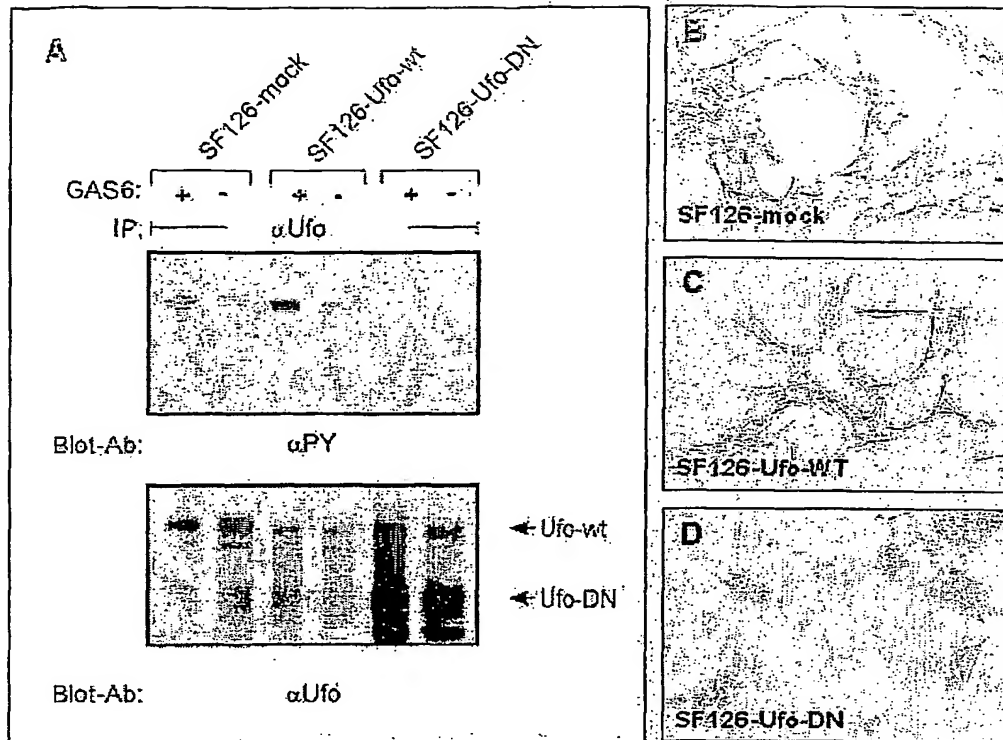 A
SF126-mock
SF126-Ufo-wt
SF126-Ufo-DN
GAS6: + - + - + -
IP: αUfo
Blot-Ab: αPY
Ufo-wt
Ufo-DN
Blot-Ab: αUfo
B
SF126-mock
C
SF126-Ufo-WT
D
SF126-Ufo-DN